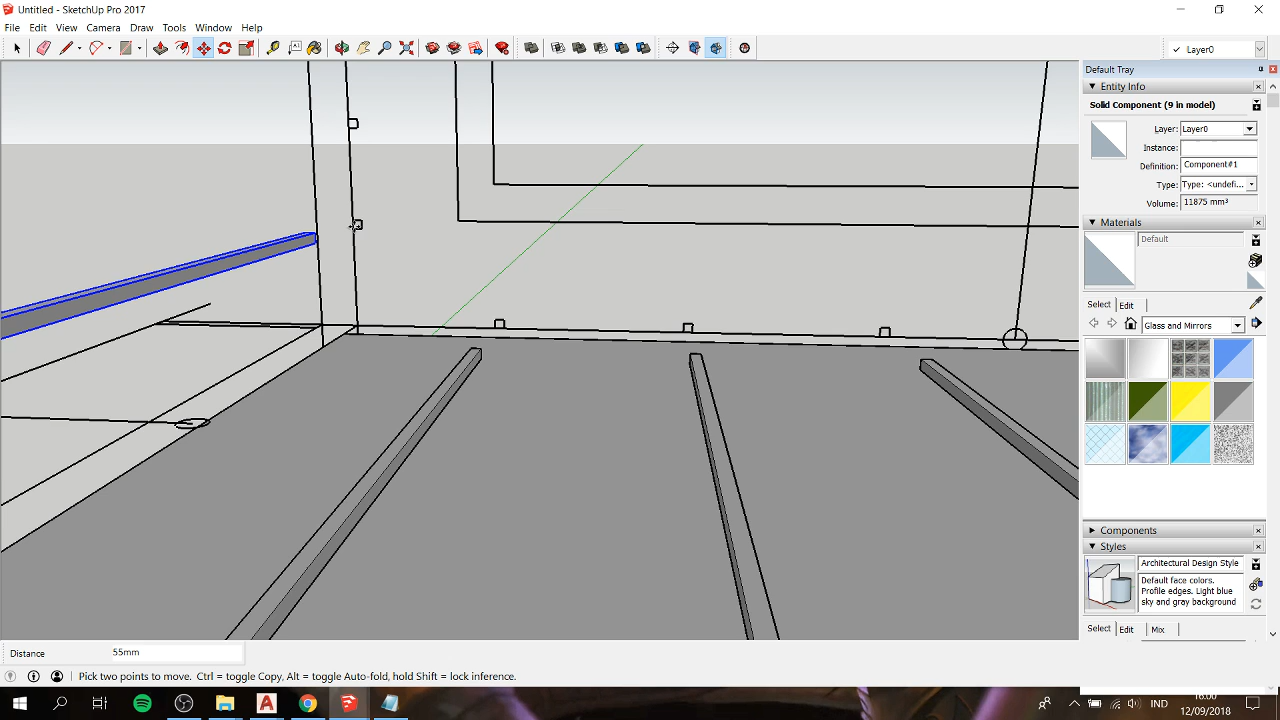 Untitled - SketchUp Pro 2017
File Edit View Camera Draw Tools Window Help
Layer0
Default Tray
Entity Info
Solid Component (9 in model)
Layer: Layer0
Instance:
Definition: Component#1
Type: Type: <undefi...
Volume: 11875 mm³
Materials
Default
Select Edit
Glass and Mirrors
Components
Styles
Architectural Design Style
Default face colors.
Profile edges. Light blue
sky and gray background
Select Edit Mix
Distance 55mm
Pick two points to move. Ctrl = toggle Copy, Alt = toggle Auto-fold, hold Shift = lock inference.
IND
16.00
12/09/2018